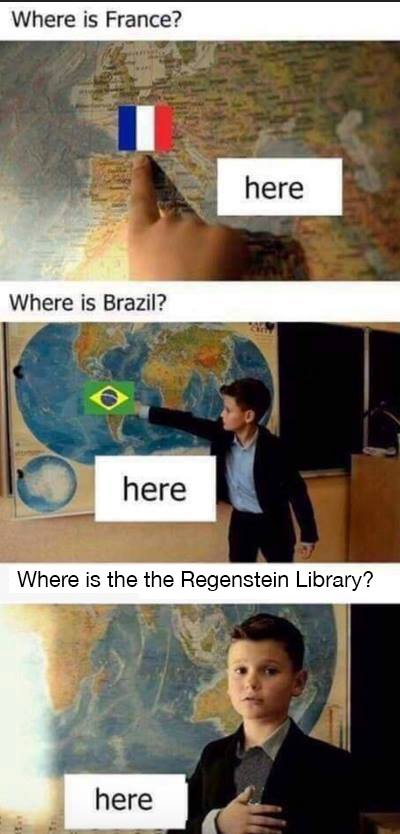 Where is France?
here
Where is Brazil?
here
Where is the the Regenstein Library?
here